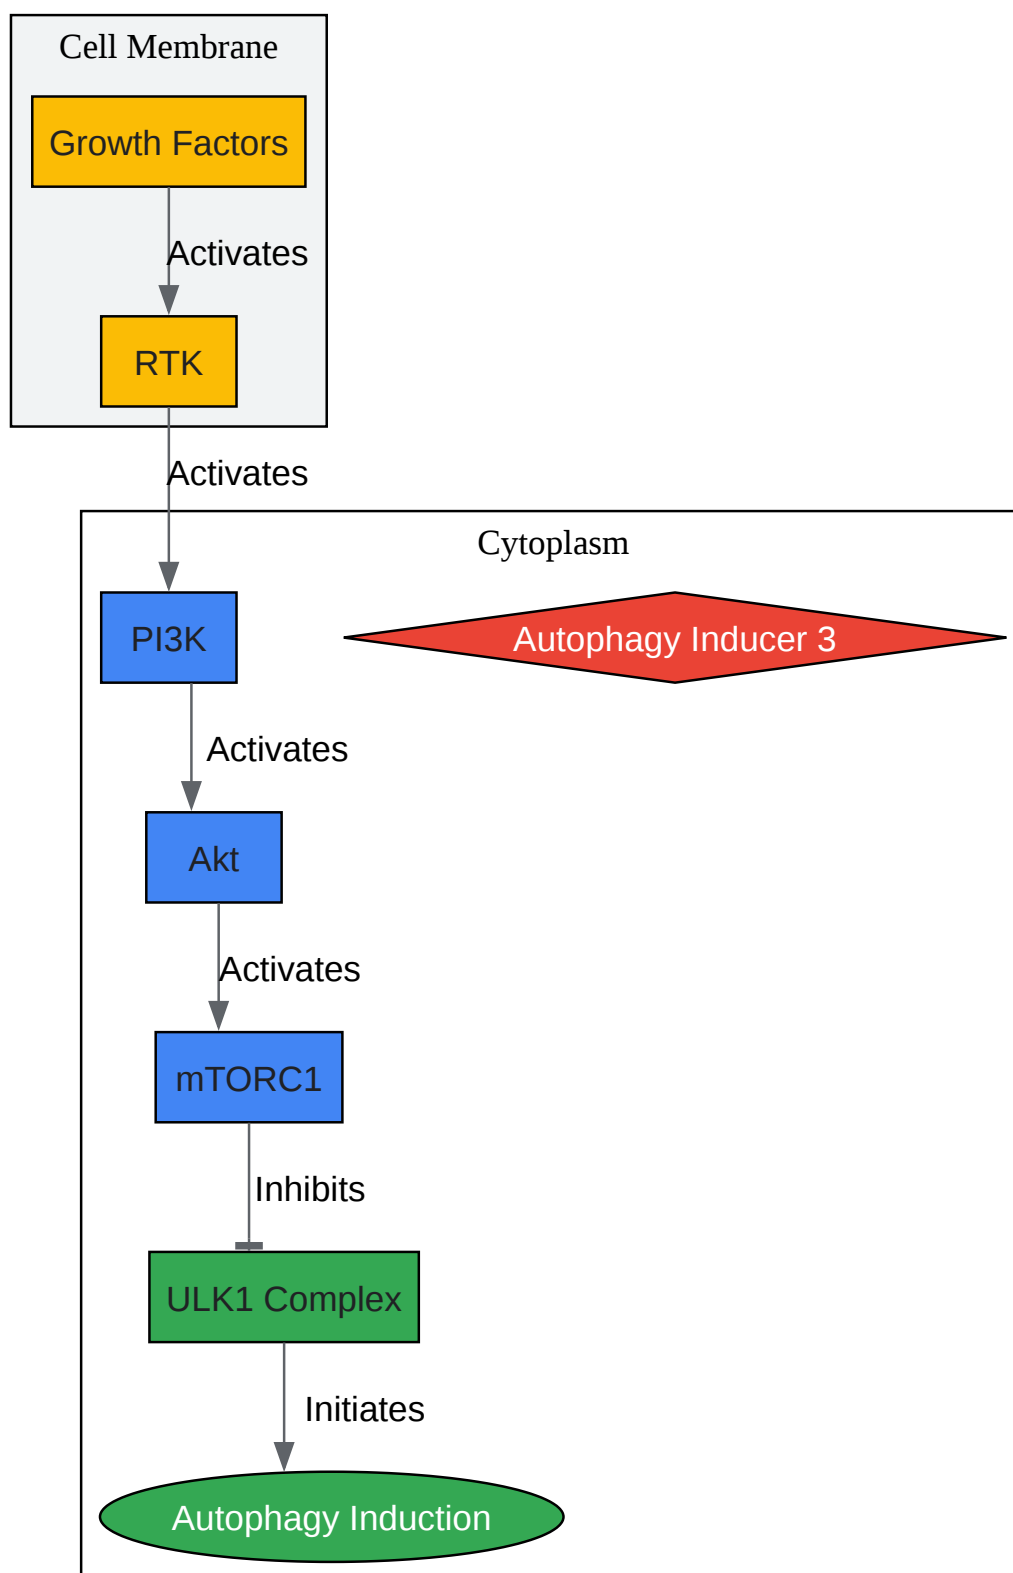 Cell Membrane
Growth Factors
Activates
RTK
Activates
Cytoplasm
PI3K
Autophagy Inducer 3
Activates
Akt
Activates
mTORC1
Inhibits
ULK1 Complex
Initiates
Autophagy Induction